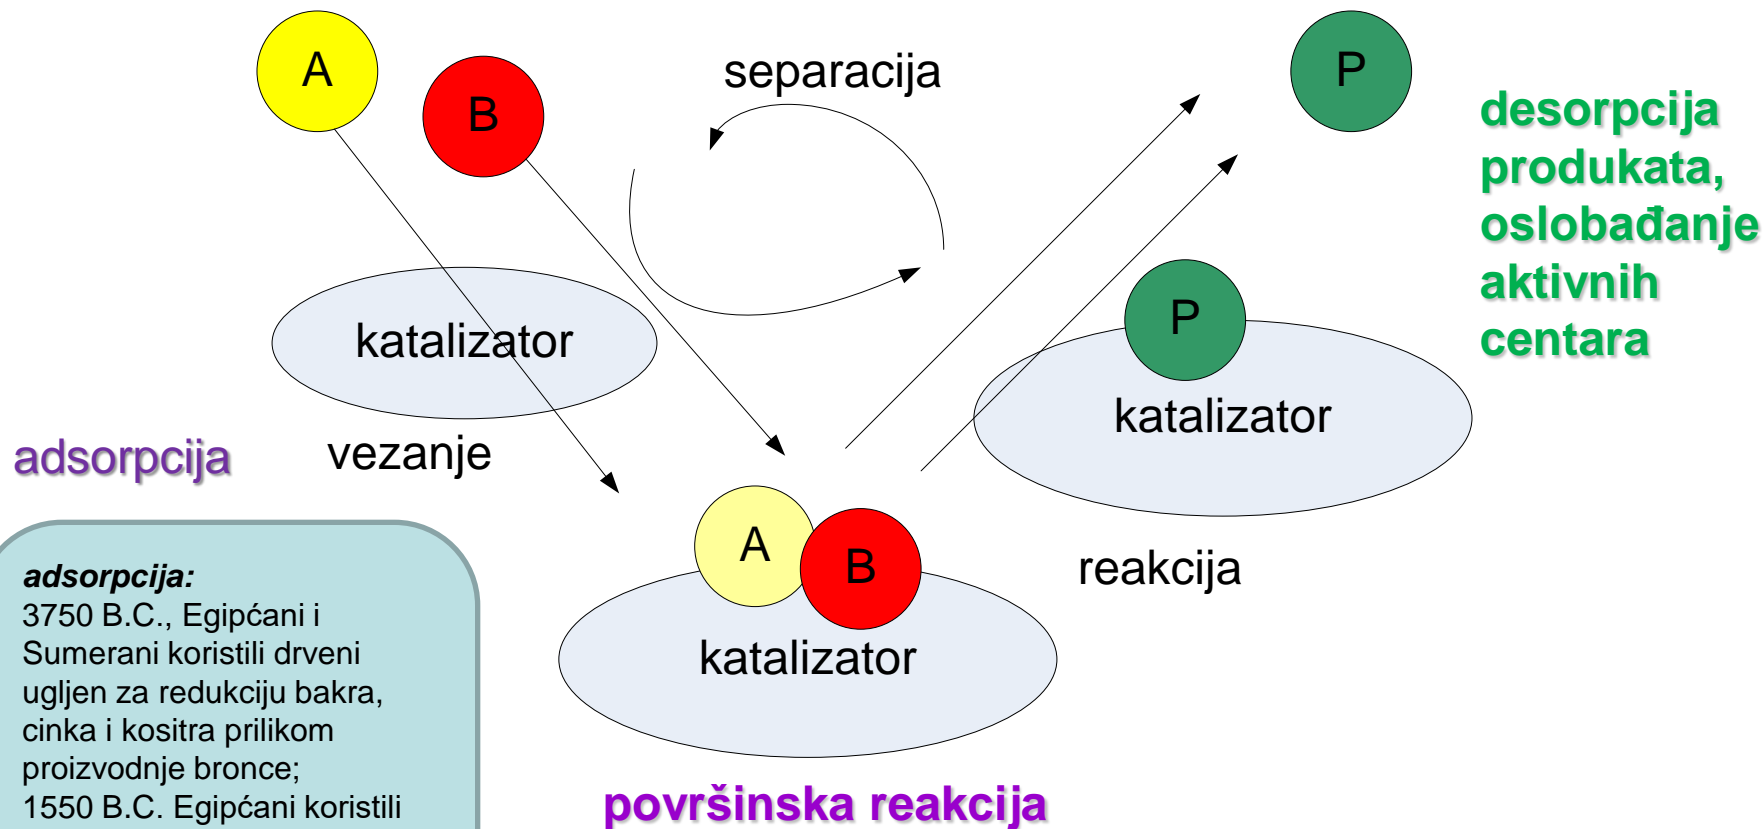 A
B
separacija
P
desorpcija
produkata,
oslobađanje
aktivnih
centara
katalizator
P
katalizator
adsorpcija
vezanje
A
B
reakcija
katalizator
adsorpcija:
3750 B.C., Egipćani i
Sumerani koristili drveni
ugljen za redukciju bakra,
cinka i kositra prilikom
proizvodnje bronce;
1550 B.C. Egipćani koristili
površinska reakcija